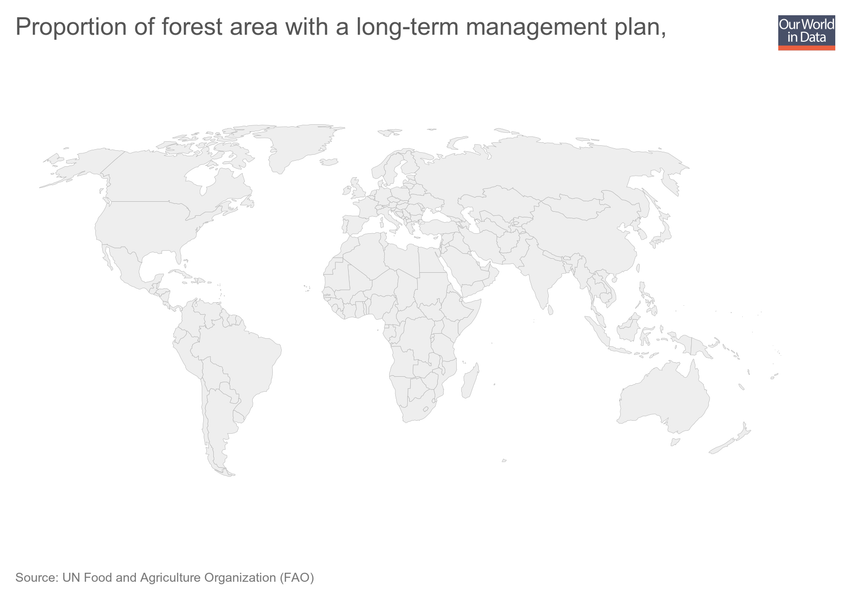 Proportion of forest area with a long-term management plan,
Our World
in Data
Source: UN Food and Agriculture Organization (FAO)